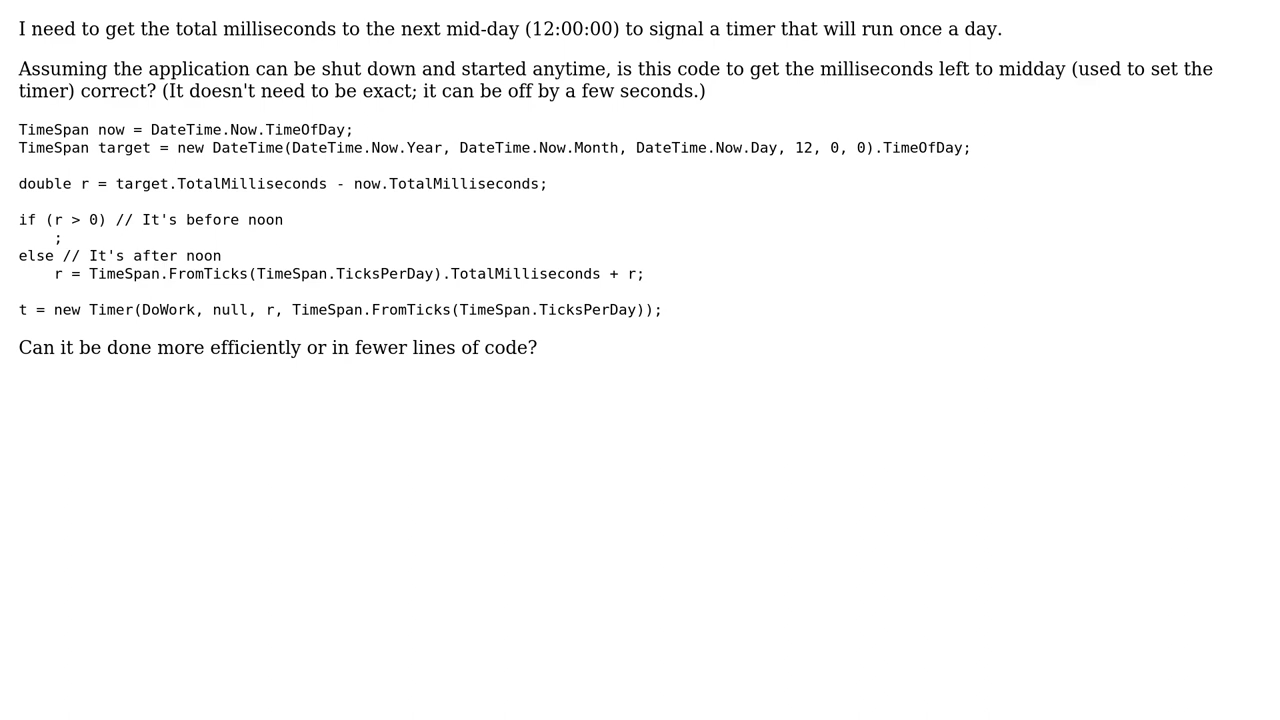 I need to get the total milliseconds to the next mid-day (12:00:00) to signal a timer that will run once a day.
Assuming the application can be shut down and started anytime, is this code to get the milliseconds left to midday (used to set the
timer) correct? (It doesn't need to be exact; it can be off by a few seconds.)
TimeSpan now = DateTime.Now.TimeOfDay;
TimeSpan target = new DateTime(DateTime.Now.Year, DateTime.Now.Month, DateTime.Now.Day, 12, 0, 0).TimeOfDay;
double r = target.TotalMilliseconds - now.TotalMilliseconds;
if (r > 0) // It's before noon
    ;
else // It's after noon
    r = TimeSpan.FromTicks(TimeSpan.TicksPerDay).TotalMilliseconds + r;
t = new Timer(DoWork, null, r, TimeSpan.FromTicks(TimeSpan.TicksPerDay));
Can it be done more efficiently or in fewer lines of code?